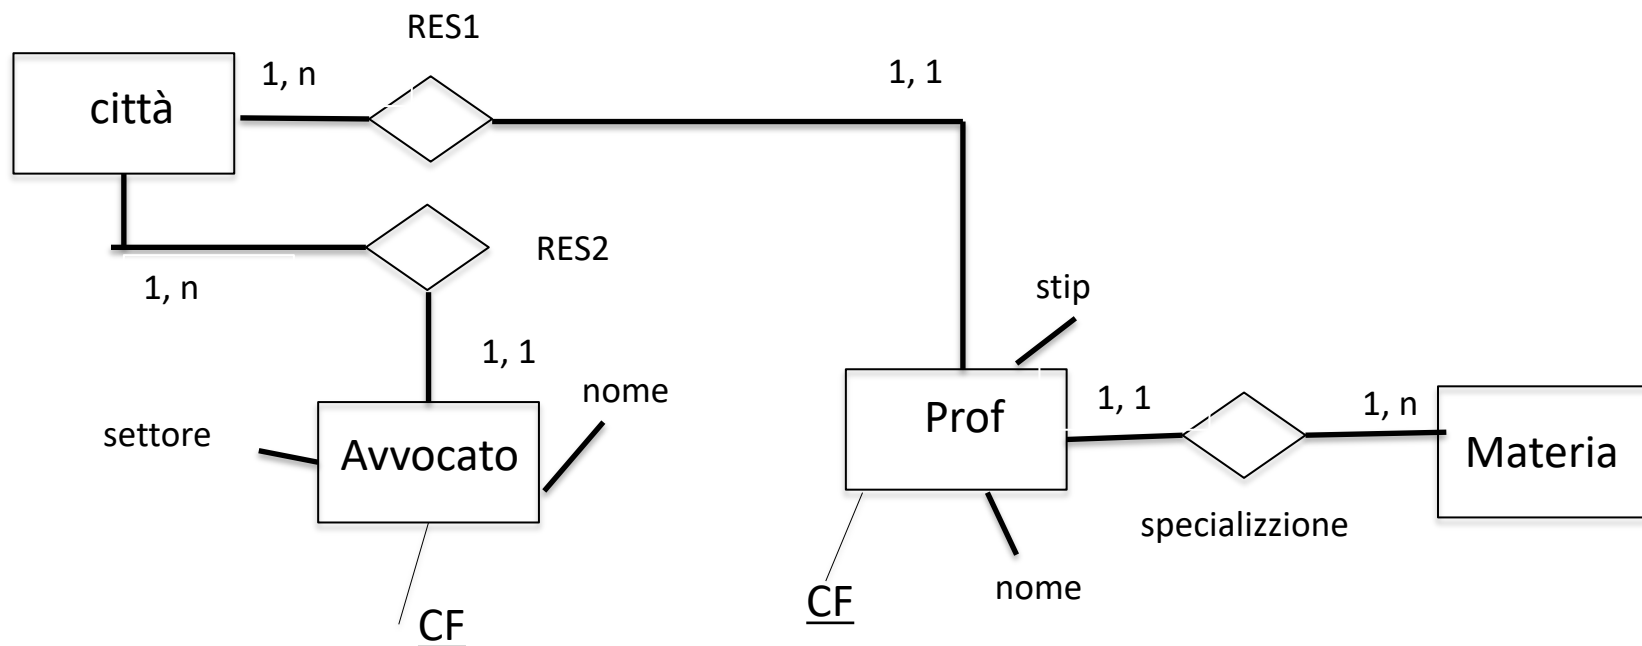 RES1
1, n
1, 1
città
RES2
1, n
stip
1, 1
nome
1, 1
1, n
settore
Avvocato
Prof
Materia
specializzione
nome
CF
CF